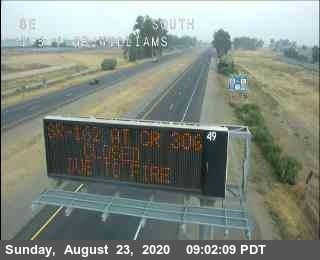 8E SOUTH
WILLIAMS
SR-162 AT CR 306
CLOSED
DUE TO FIRE
49
Sunday, August 23, 2020 09:02:09 PDT